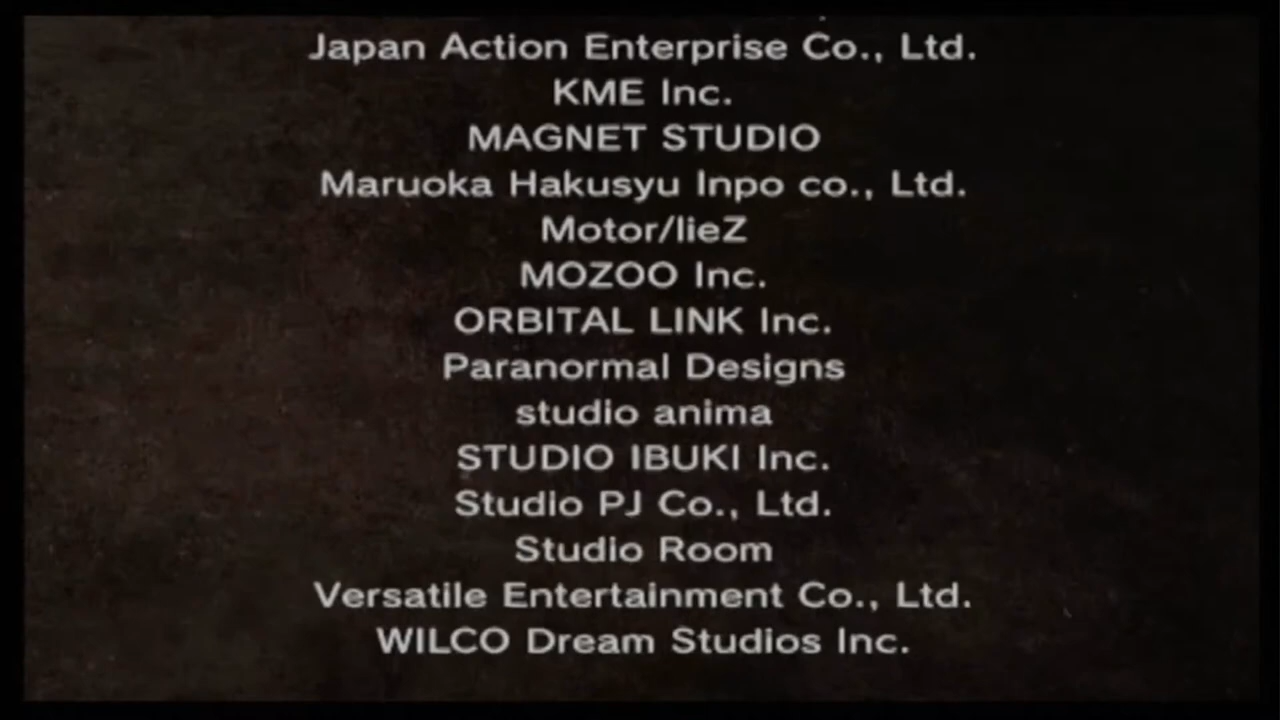 Japan Action Enterprise Co., Ltd.
KME Inc.
MAGNET STUDIO
Maruoka Hakusyu Inpo co., Ltd.
Motor/lieZ
MOZOO Inc.
ORBITAL LINK Inc.
Paranormal Designs
studio anima
STUDIO IBUKI Inc.
Studio PJ Co., Ltd.
Studio Room
Versatile Entertainment Co., Ltd.
WILCO Dream Studios Inc.